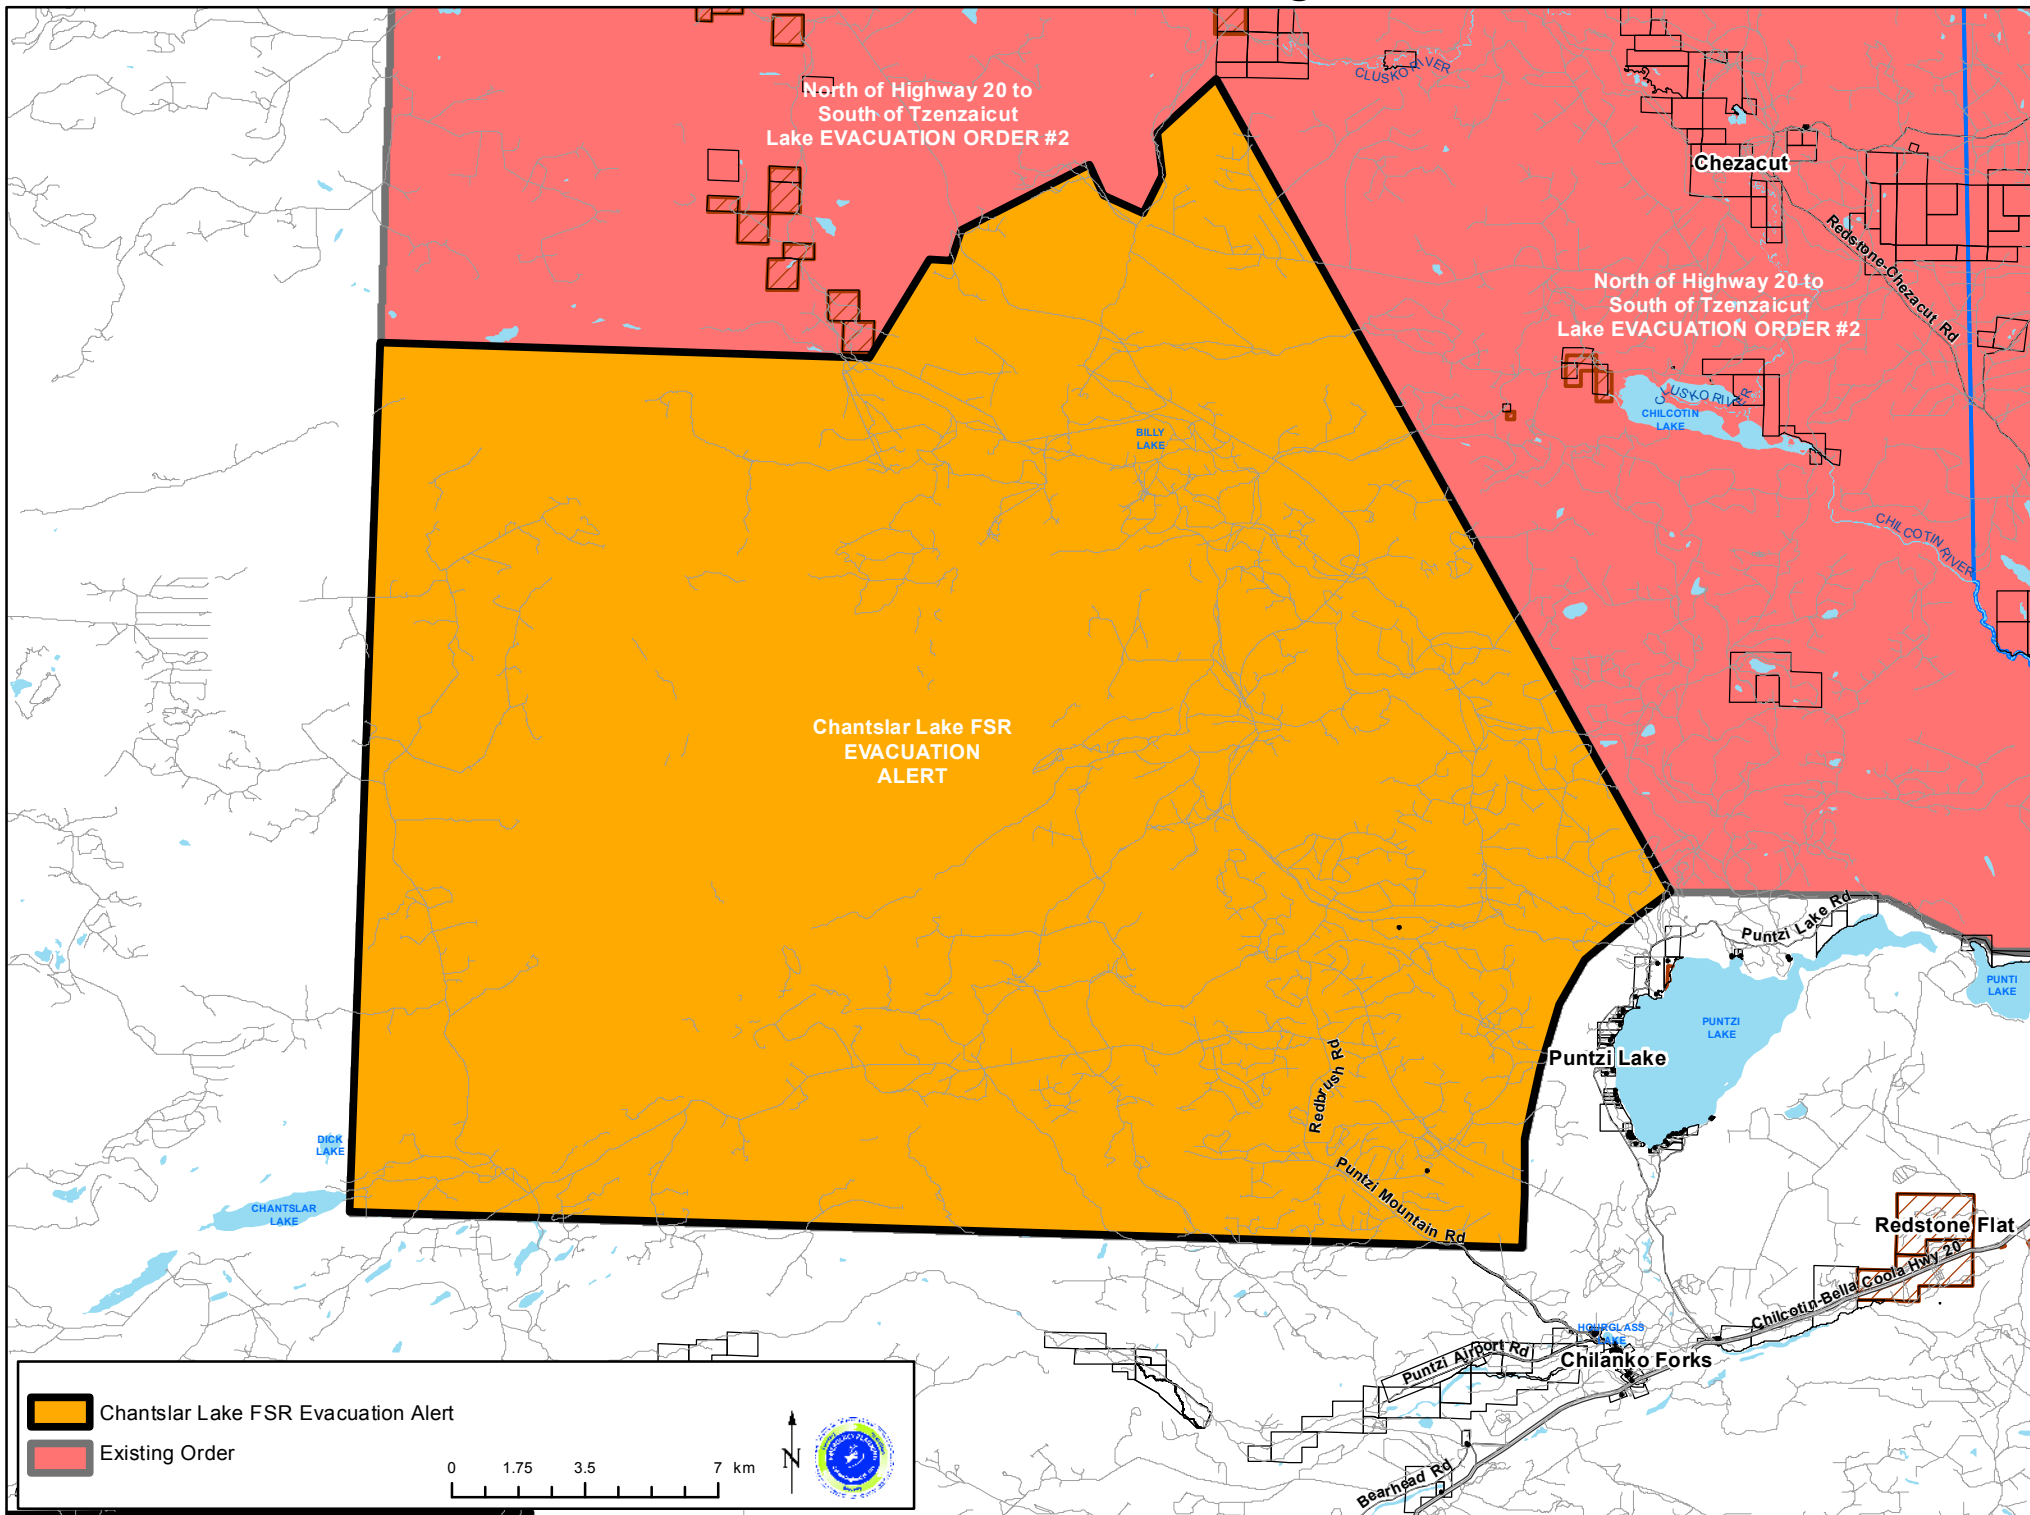 CLUSKO RIVER
North of Highway 20 to
South of Tzenzaicut
Lake EVACUATION ORDER #2
Chezacut
Redstone-Chezacut Rd
North of Highway 20 to
South of Tzenzaicut
Lake EVACUATION ORDER #2
CLUSKO RIVER
CHILCOTIN
LAKE
BILLY
LAKE
CHILCOTIN RIVER
Chantslar Lake FSR
EVACUATION
ALERT
Puntzi Lake Rd
PUNTI
LAKE
PUNTZI
LAKE
Puntzi Lake
Redbrush Rd
DICK
LAKE
Puntzi Mountain Rd
CHANTSLAR
LAKE
Redstone Flat
Chilcotin-Bella Coola Hwy 20
HOURGLASS
LAKE
Puntzi Airport Rd
Chilanko Forks
Bearhead Rd
Chantslar Lake FSR Evacuation Alert
Existing Order
0 1.75 3.5 7 km
N